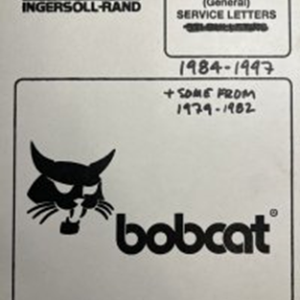 INGERSOLL-RAND
(General)
SERVICE LETTERS
1984-1997
+ SOME FROM
1979-1982
bobcat®